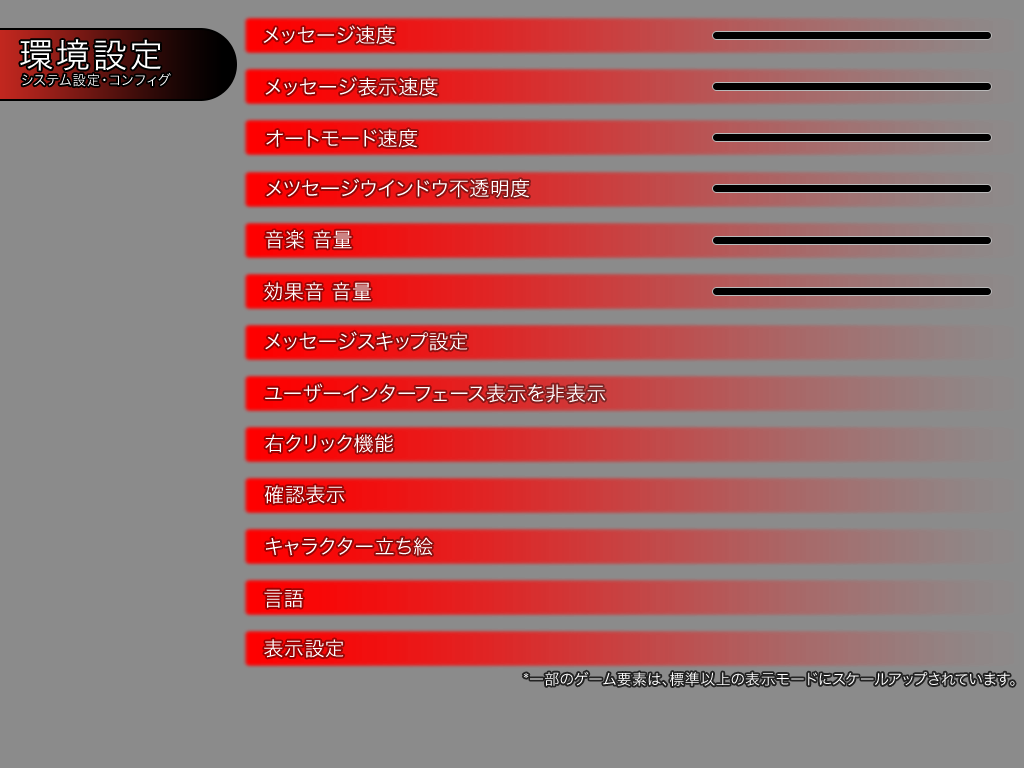 環境設定
システム設定・コンフィグ
メッセージ速度
メッセージ表示速度
オートモード速度
メツセージウインドウ不透明度
音楽 音量
効果音 音量
メッセージスキップ設定
ユーザーインターフェース表示を非表示
右クリック機能
確認表示
キャラクター立ち絵
言語
表示設定
*一部のゲーム要素は、標準以上の表示モードにスケールアップされています。